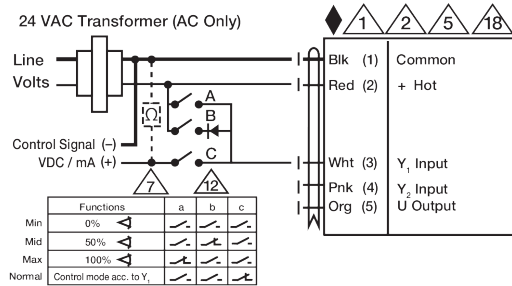 24 VAC Transformer (AC Only)
1 2 5 18
Line
Volts
Blk (1) Common
Red (2) + Hot
A
B
C
Ω
Control Signal (–)
VDC / mA (+)
Wht (3) Y1 Input
Pnk (4) Y2 Input
Org (5) U Output
7 12
Functions a b c
Min 0%
Mid 50%
Max 100%
Normal Control mode acc. to Y1